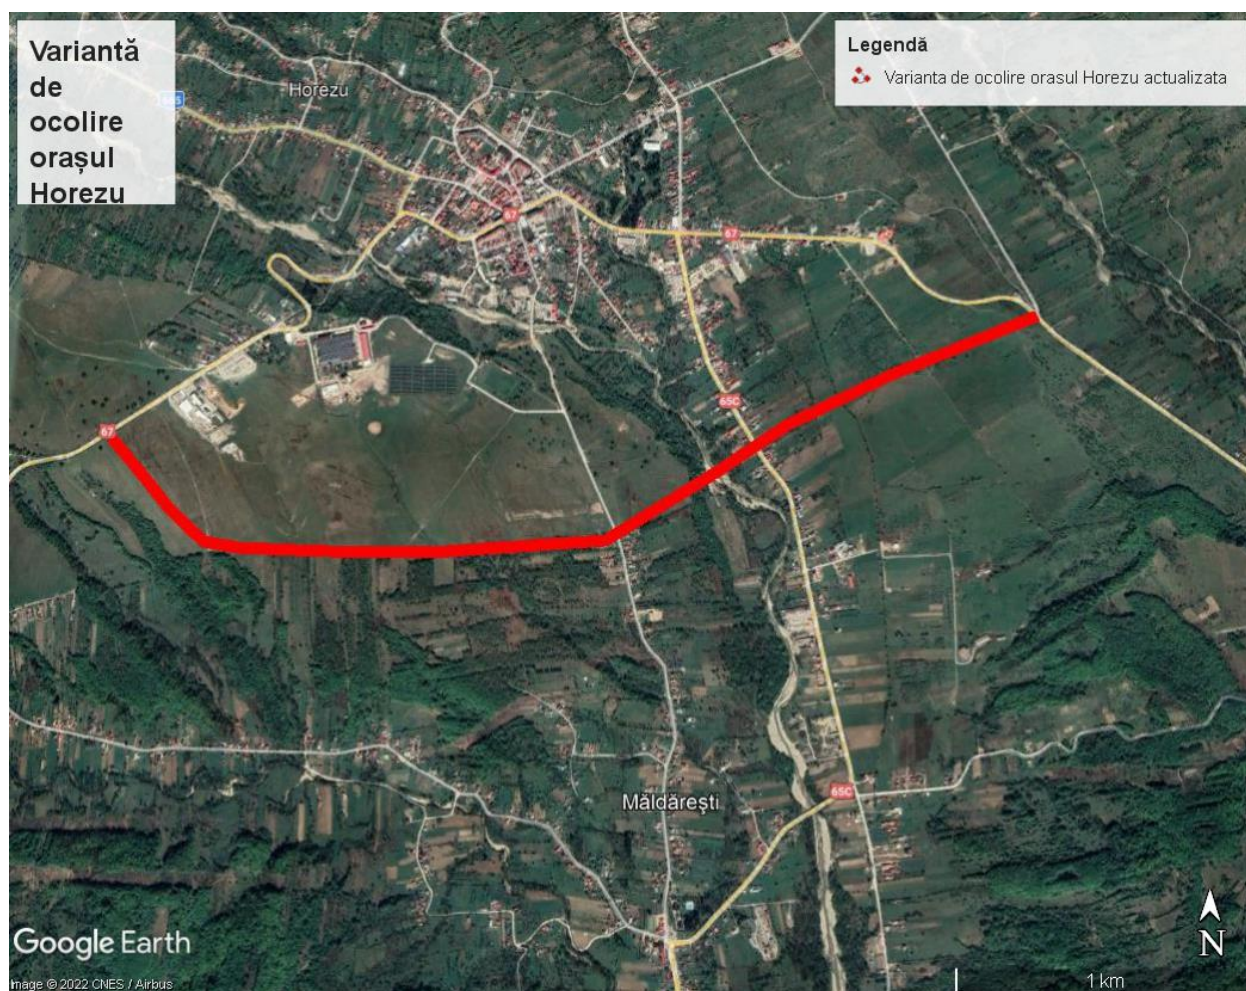 Variantă
de
ocolire
orașul
Horezu
Legendă
Varianta de ocolire orasul Horezu actualizata
Horezu
67
67
67
65C
Măldărești
65C
Google Earth
N
Image © 2022 CNES / Airbus
1 km